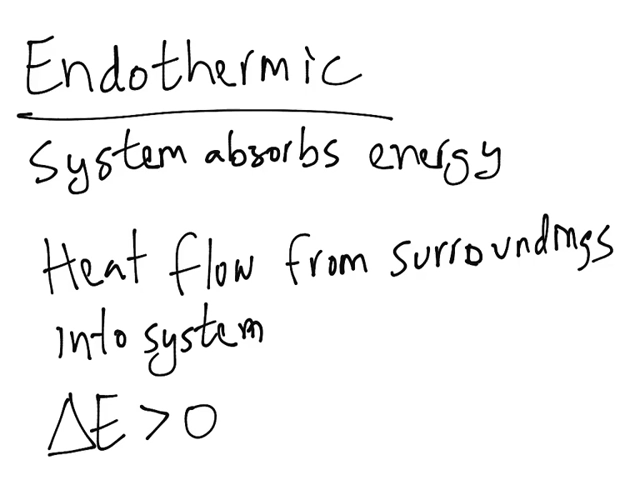 Endothermic
System absorbs energy
Heat flow from surroundings
into system
ΔE > 0